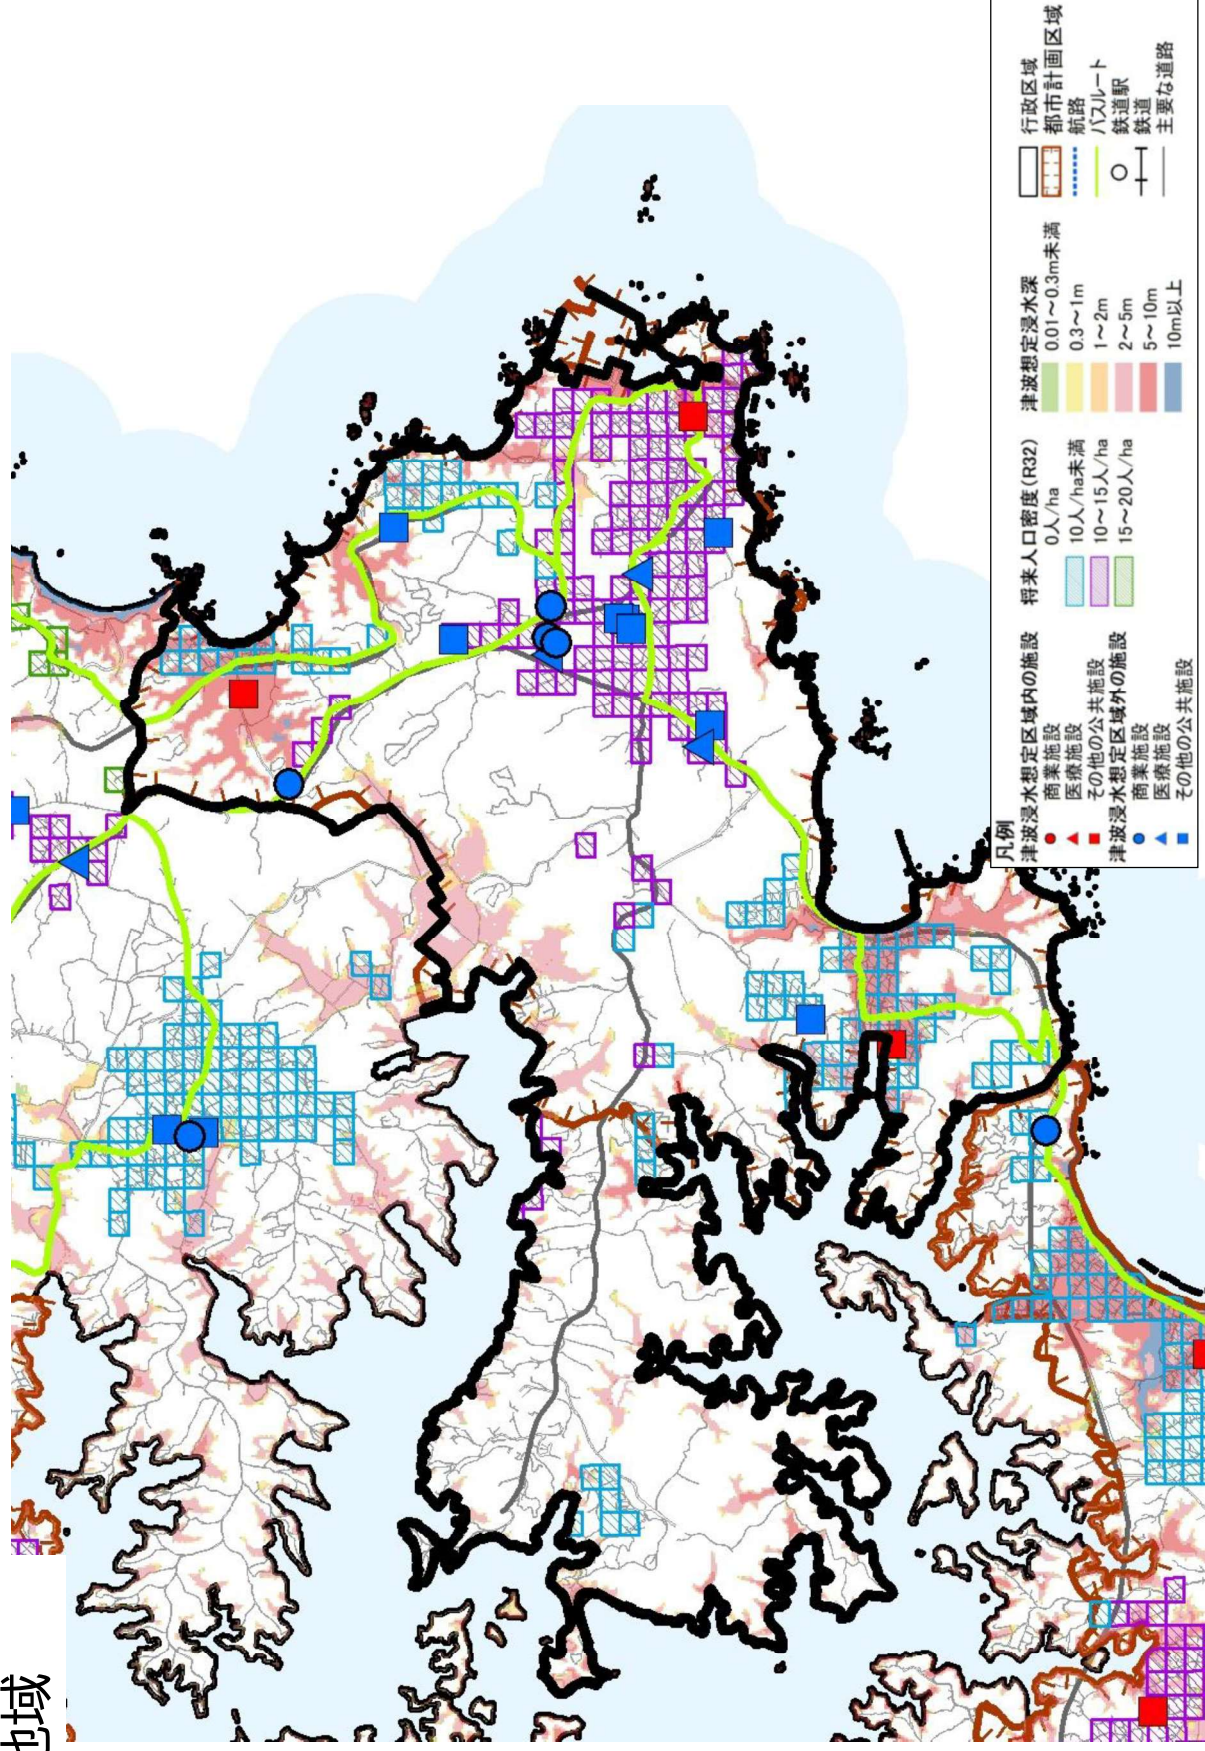 地域
凡例
津波浸水想定区域内の施設
商業施設
医療施設
その他の公共施設
津波浸水想定区域外の施設
商業施設
医療施設
その他の公共施設
将来人口密度(R32)
0人/ha
10人/ha未満
10～15人/ha
15～20人/ha
津波想定浸水深
0.01～0.3m未満
0.3～1m
1～2m
2～5m
5～10m
10m以上
行政区域
都市計画区域
航路
バスルート
鉄道駅
鉄道
主要な道路